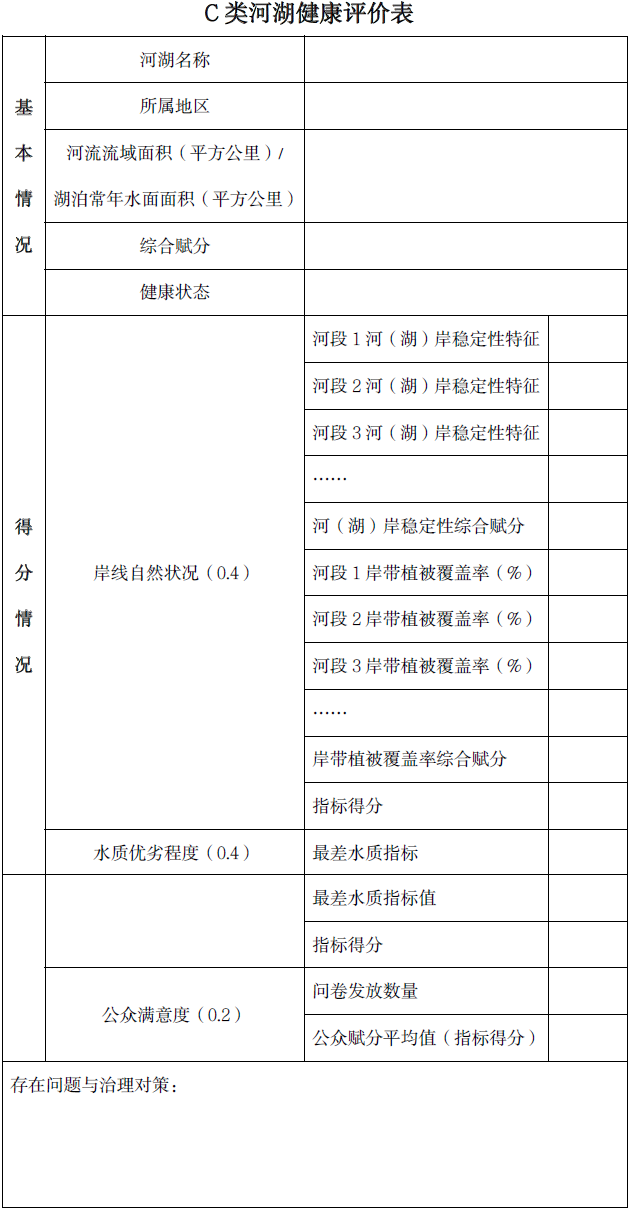 C 类河湖健康评价表
基本情况
河湖名称
所属地区
河流流域面积（平方公里）/
湖泊常年水面面积（平方公里）
综合赋分
健康状态
得分情况
岸线自然状况（0.4）
河段 1 河（湖）岸稳定性特征
河段 2 河（湖）岸稳定性特征
河段 3 河（湖）岸稳定性特征
……
河（湖）岸稳定性综合赋分
河段 1 岸带植被覆盖率（%）
河段 2 岸带植被覆盖率（%）
河段 3 岸带植被覆盖率（%）
……
岸带植被覆盖率综合赋分
指标得分
水质优劣程度（0.4）
最差水质指标
最差水质指标值
指标得分
公众满意度（0.2）
问卷发放数量
公众赋分平均值（指标得分）
存在问题与治理对策：